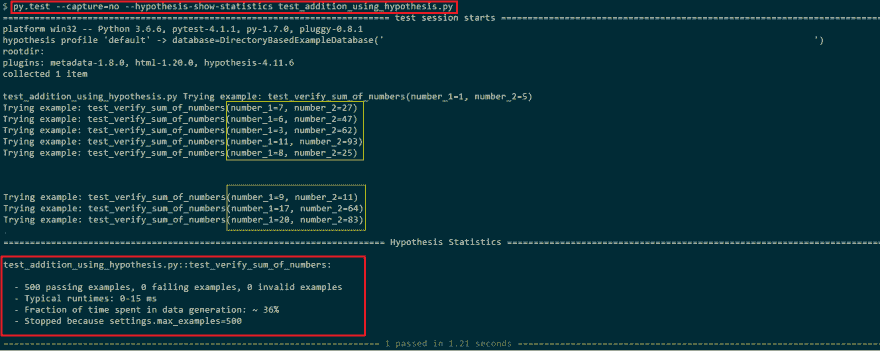 $ py.test --capture=no --hypothesis-show-statistics test_addition_using_hypothesis.py
============================= test session starts =============================
platform win32 -- Python 3.6.6, pytest-4.1.1, py-1.7.0, pluggy-0.8.1
hypothesis profile 'default' -> database=DirectoryBasedExampleDatabase(' ')
rootdir:
plugins: metadata-1.8.0, html-1.20.0, hypothesis-4.11.6
collected 1 item
test_addition_using_hypothesis.py Trying example: test_verify_sum_of_numbers(number_1=1, number_2=5)
Trying example: test_verify_sum_of_numbers(number_1=7, number_2=27)
Trying example: test_verify_sum_of_numbers(number_1=6, number_2=47)
Trying example: test_verify_sum_of_numbers(number_1=3, number_2=62)
Trying example: test_verify_sum_of_numbers(number_1=11, number_2=93)
Trying example: test_verify_sum_of_numbers(number_1=8, number_2=25)
Trying example: test_verify_sum_of_numbers(number_1=9, number_2=11)
Trying example: test_verify_sum_of_numbers(number_1=17, number_2=64)
Trying example: test_verify_sum_of_numbers(number_1=20, number_2=83)
.
============================= Hypothesis Statistics =============================
test_addition_using_hypothesis.py::test_verify_sum_of_numbers:
- 500 passing examples, 0 failing examples, 0 invalid examples
- Typical runtimes: 0-15 ms
- Fraction of time spent in data generation: ~ 36%
- Stopped because settings.max_examples=500
============================= 1 passed in 1.21 seconds =============================